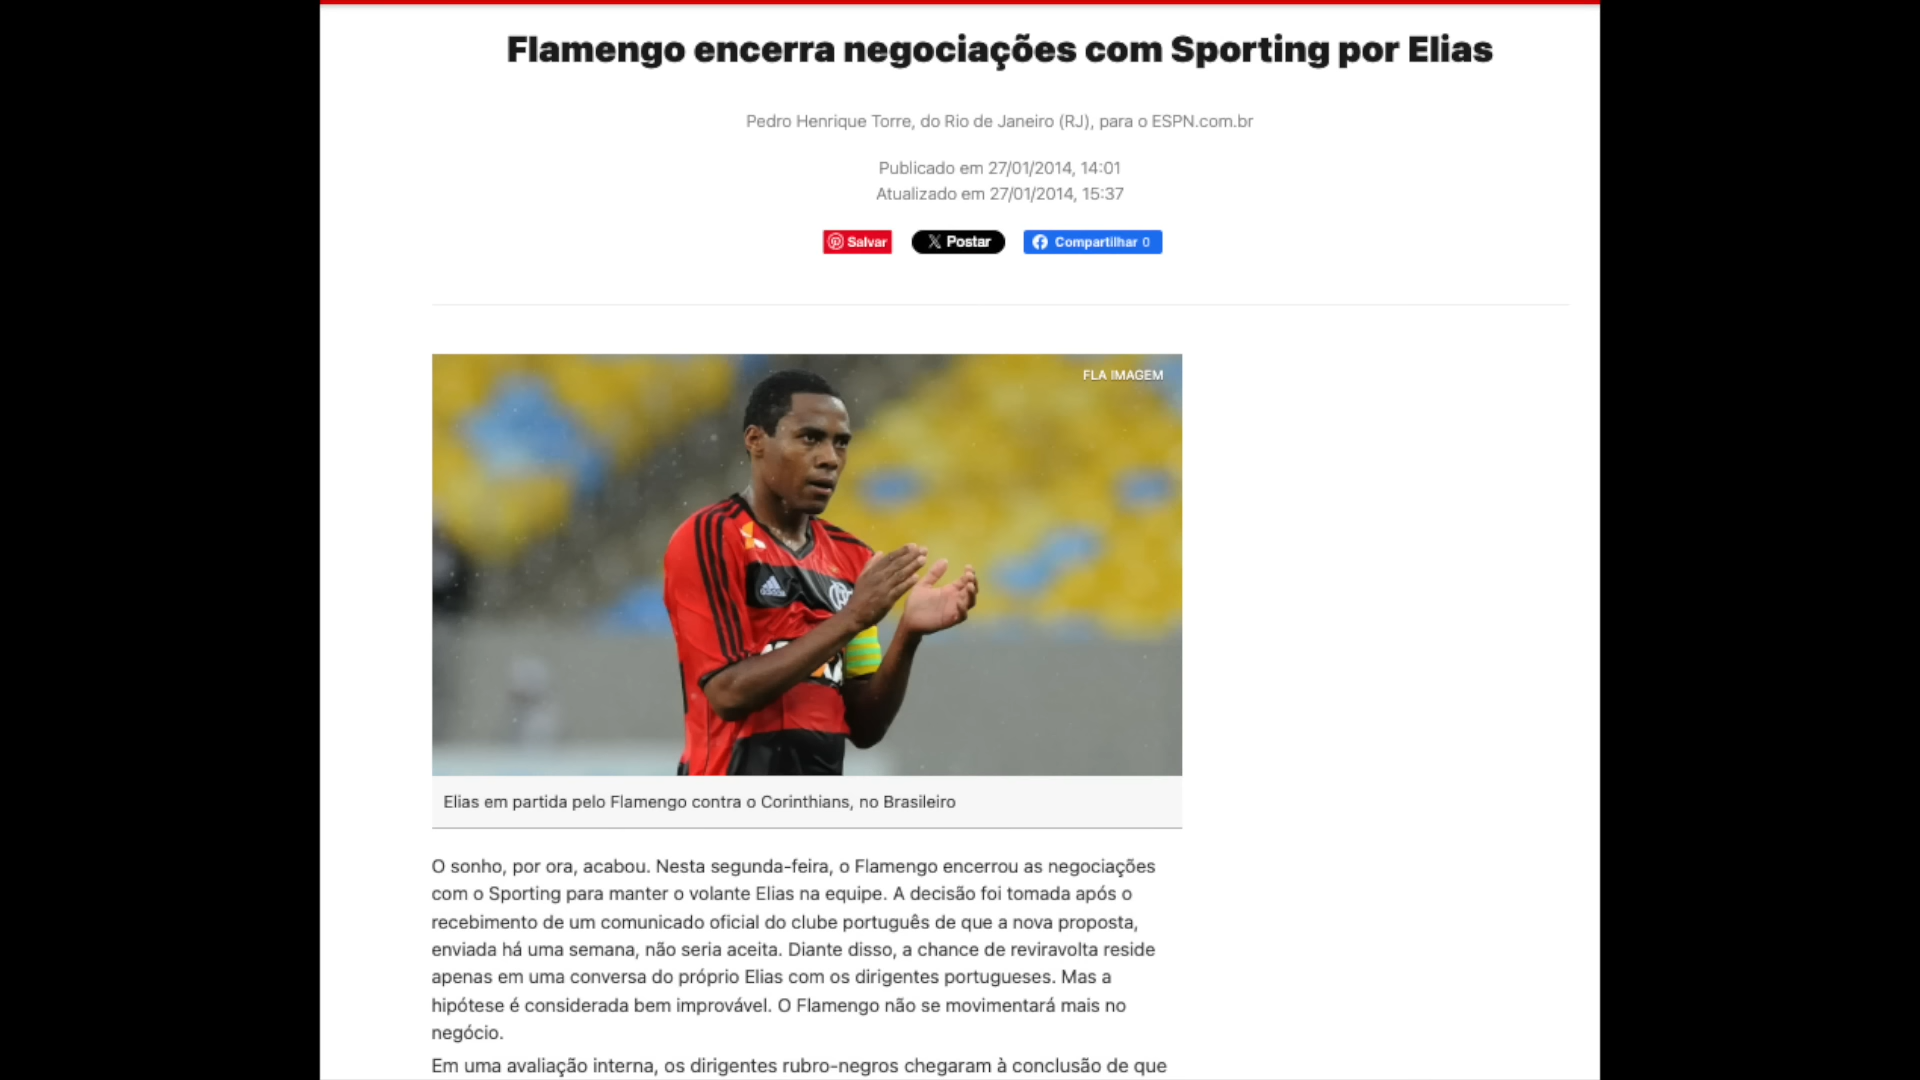 Flamengo encerra negociações com Sporting por Elias
Pedro Henrique Torre, do Rio de Janeiro (RJ), para o ESPN.com.br
Publicado em 27/01/2014, 14:01
Atualizado em 27/01/2014, 15:37
Salvar
Postar
Compartilhar 0
FLA IMAGEM
adidas
Elias em partida pelo Flamengo contra o Corinthians, no Brasileiro
O sonho, por ora, acabou. Nesta segunda-feira, o Flamengo encerrou as negociações
com o Sporting para manter o volante Elias na equipe. A decisão foi tomada após o
recebimento de um comunicado oficial do clube português de que a nova proposta,
enviada há uma semana, não seria aceita. Diante disso, a chance de reviravolta reside
apenas em uma conversa do próprio Elias com os dirigentes portugueses. Mas a
hipótese é considerada bem improvável. O Flamengo não se movimentará mais no
negócio.
Em uma avaliação interna, os dirigentes rubro-negros chegaram à conclusão de que